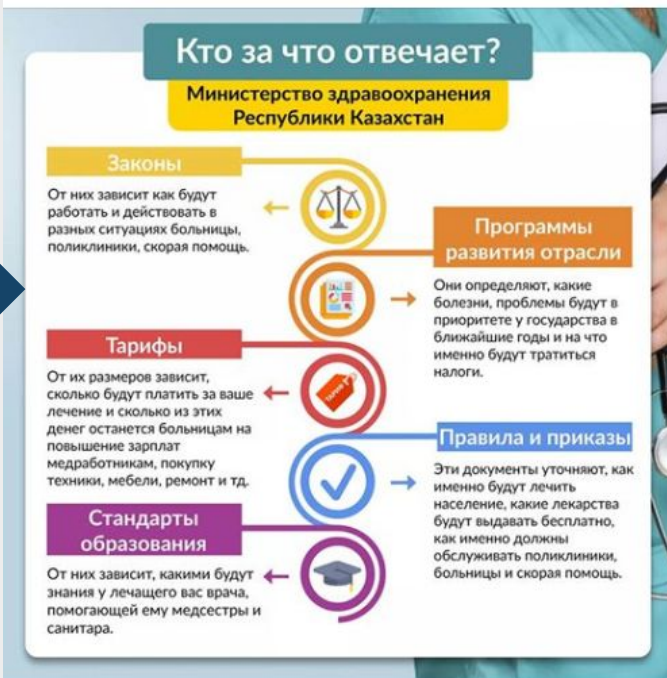 Кто за что отвечает?
Министерство здравоохранения
Республики Казахстан
Законы
От них зависит как будут
работать и действовать в
разных ситуациях больницы,
поликлиники, скорая помощь.
Программы
развития отрасли
Они определяют, какие
болезни, проблемы будут в
приоритете у государства в
ближайшие годы и на что
именно будут тратиться
налоги.
Тарифы
От их размеров зависит,
сколько будут платить за ваше
лечение и сколько из этих
денег останется больницам на
повышение зарплат
медработникам, покупку
техники, мебели, ремонт и тд.
ТАРИФ
Правила и приказы
Эти документы уточняют, как
именно будут лечить
население, какие лекарства
будут выдавать бесплатно,
как именно должны
обслуживать поликлиники,
больницы и скорая помощь.
Стандарты
образования
От них зависит, какими будут
знания у лечащего вас врача,
помогающей ему медсестры и
санитара.